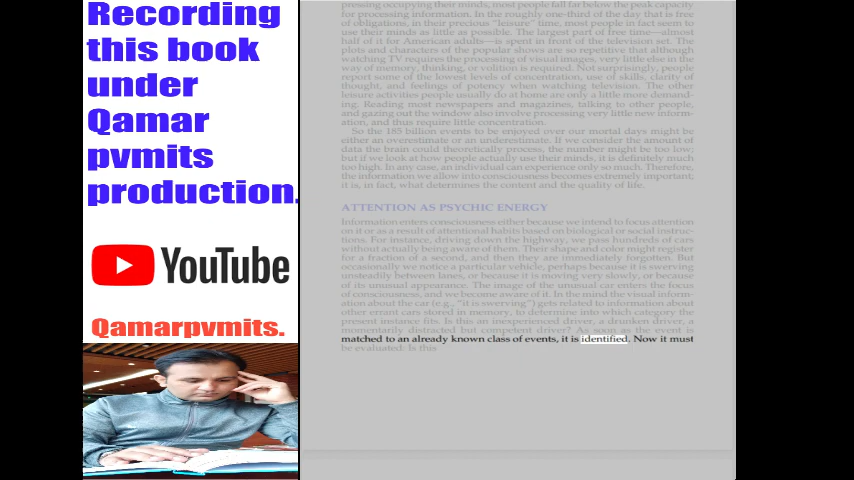 Recording
this book
under
Qamar
pvmits
production.
YouTube
Qamarpvmits.
pressing occupying their minds, most people fall far below the peak capacity
for processing information. In the roughly one-third of the day that is free
of obligations, in their precious "leisure" time, most people in fact seem to
use their minds as little as possible. The largest part of free time—almost
half of it for American adults—is spent in front of the television set. The
plots and characters of the popular shows are so repetitive that although
watching TV requires the processing of visual images, very little else in the
way of memory, thinking, or volition is required. Not surprisingly, people
report some of the lowest levels of concentration, use of skills, clarity of
thought, and feelings of potency when watching television. The other
leisure activities people usually do at home are only a little more demand-
ing. Reading most newspapers and magazines, talking to other people,
and gazing out the window also involve processing very little new inform-
ation, and thus require little concentration.
So the 185 billion events to be enjoyed over our mortal days might be
either an overestimate or an underestimate. If we consider the amount of
data the brain could theoretically process, the number might be too low;
but if we look at how people actually use their minds, it is definitely much
too high. In any case, an individual can experience only so much. Therefore,
the information we allow into consciousness becomes extremely important;
it is, in fact, what determines the content and the quality of life.
ATTENTION AS PSYCHIC ENERGY
Information enters consciousness either because we intend to focus attention
on it or as a result of attentional habits based on biological or social instruc-
tions. For instance, driving down the highway, we pass hundreds of cars
without actually being aware of them. Their shape and color might register
for a fraction of a second, and then they are immediately forgotten. But
occasionally we notice a particular vehicle, perhaps because it is swerving
unsteadily between lanes, or because it is moving very slowly, or because
of its unusual appearance. The image of the unusual car enters the focus
of consciousness, and we become aware of it. In the mind the visual inform-
ation about the car (e.g., "it is swerving") gets related to information about
other errant cars stored in memory, to determine into which category the
present instance fits. Is this an inexperienced driver, a drunken driver, a
momentarily distracted but competent driver? As soon as the event is
matched to an already known class of events, it is identified. Now it must
be evaluated: Is this